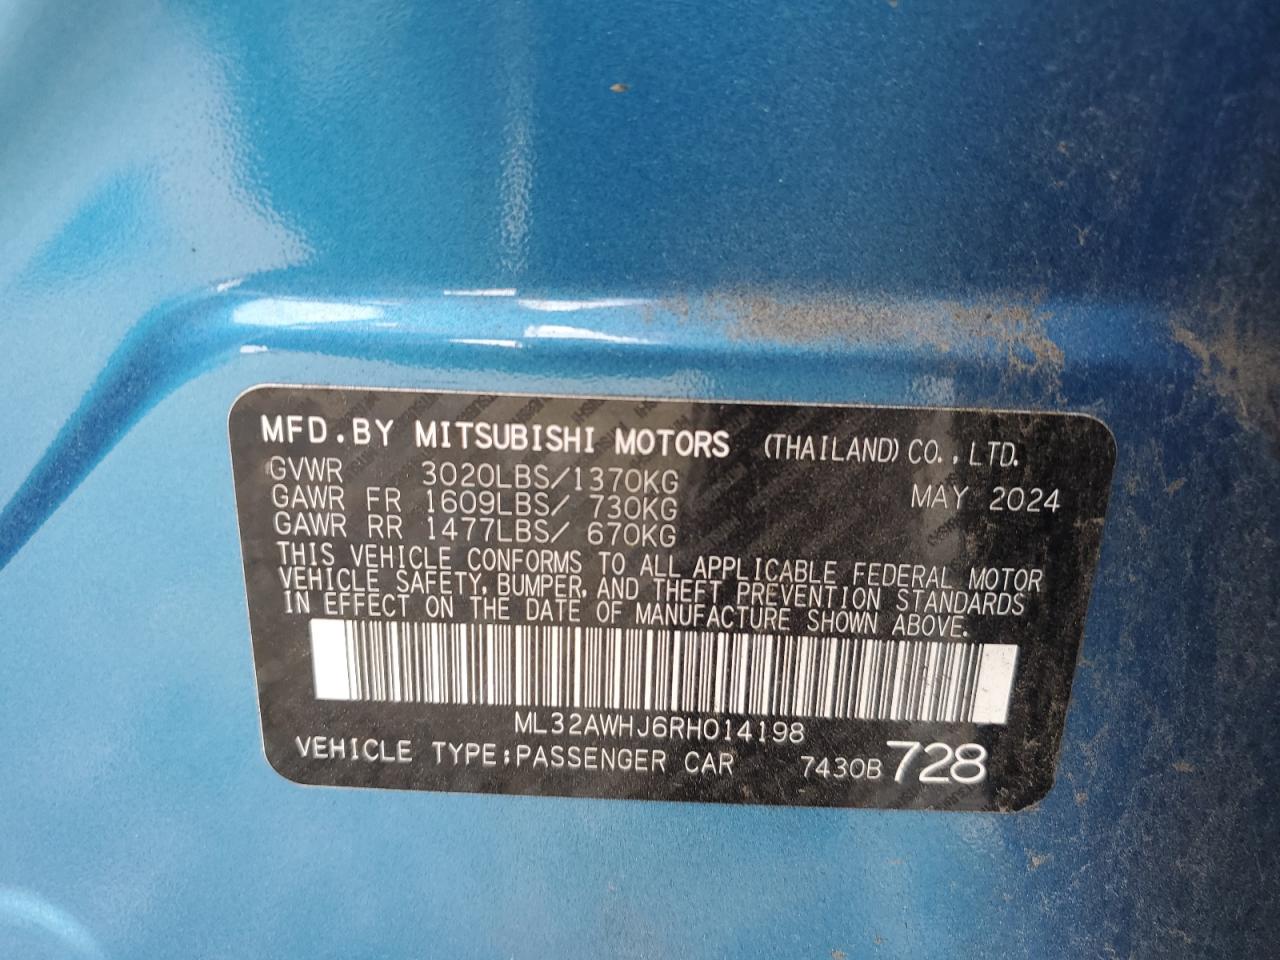 MFD.BY MITSUBISHI MOTORS (THAILAND) CO., LTD.
GVWR 3020LBS/1370KG MAY 2024
GAWR FR 1609LBS/ 730KG
GAWR RR 1477LBS/ 670KG
THIS VEHICLE CONFORMS TO ALL APPLICABLE FEDERAL MOTOR
VEHICLE SAFETY, BUMPER, AND THEFT PREVENTION STANDARDS
IN EFFECT ON THE DATE OF MANUFACTURE SHOWN ABOVE.
ML32AWHJ6RH014198
VEHICLE TYPE:PASSENGER CAR 7430B 728